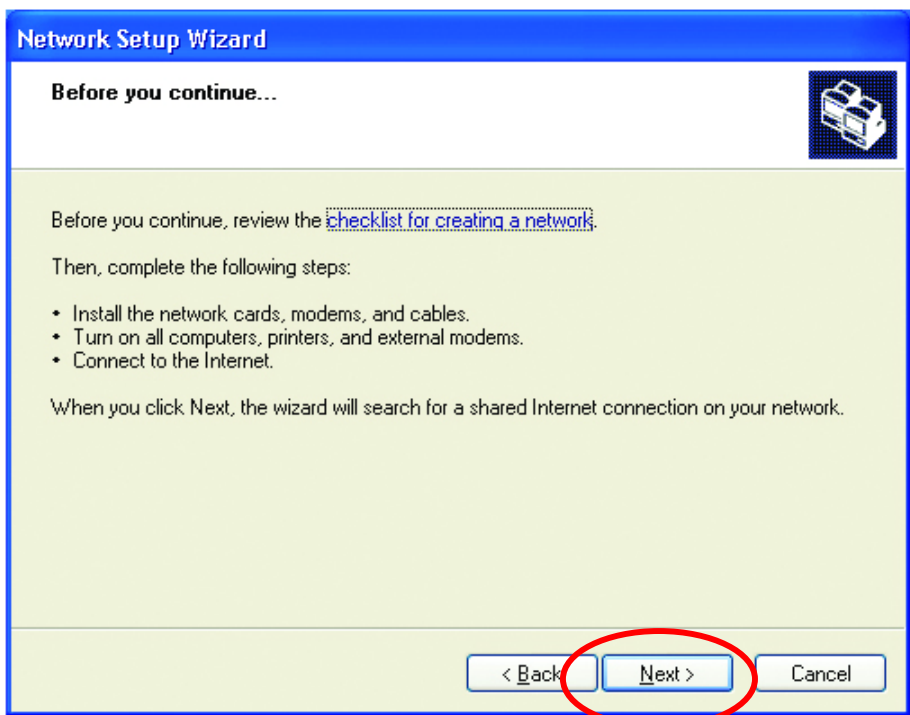 Network Setup Wizard
Before you continue...
Before you continue, review the checklist for creating a network.
Then, complete the following steps:
• Install the network cards, modems, and cables.
• Turn on all computers, printers, and external modems.
• Connect to the Internet.
When you click Next, the wizard will search for a shared Internet connection on your network.
< Back Next > Cancel